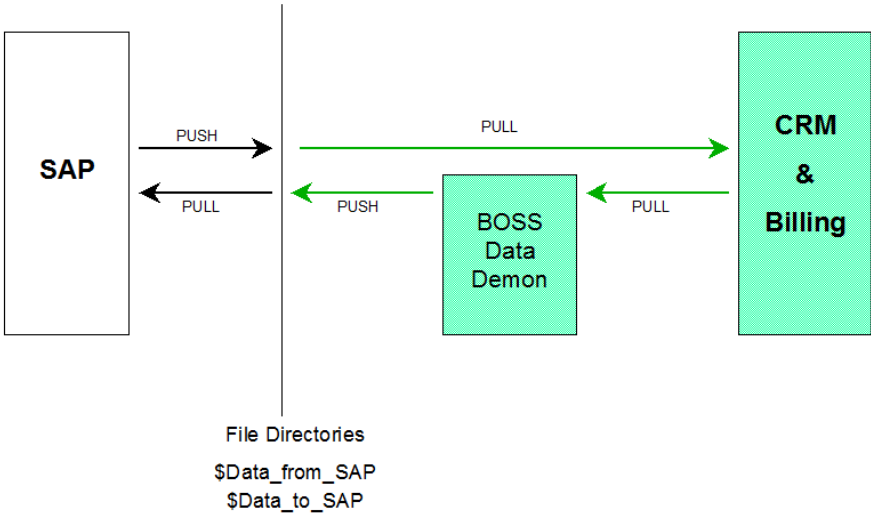 SAP
PUSH
PULL
PULL
PUSH
PULL
BOSS
Data
Demon
CRM
&
Billing
File Directories
$Data_from_SAP
$Data_to_SAP